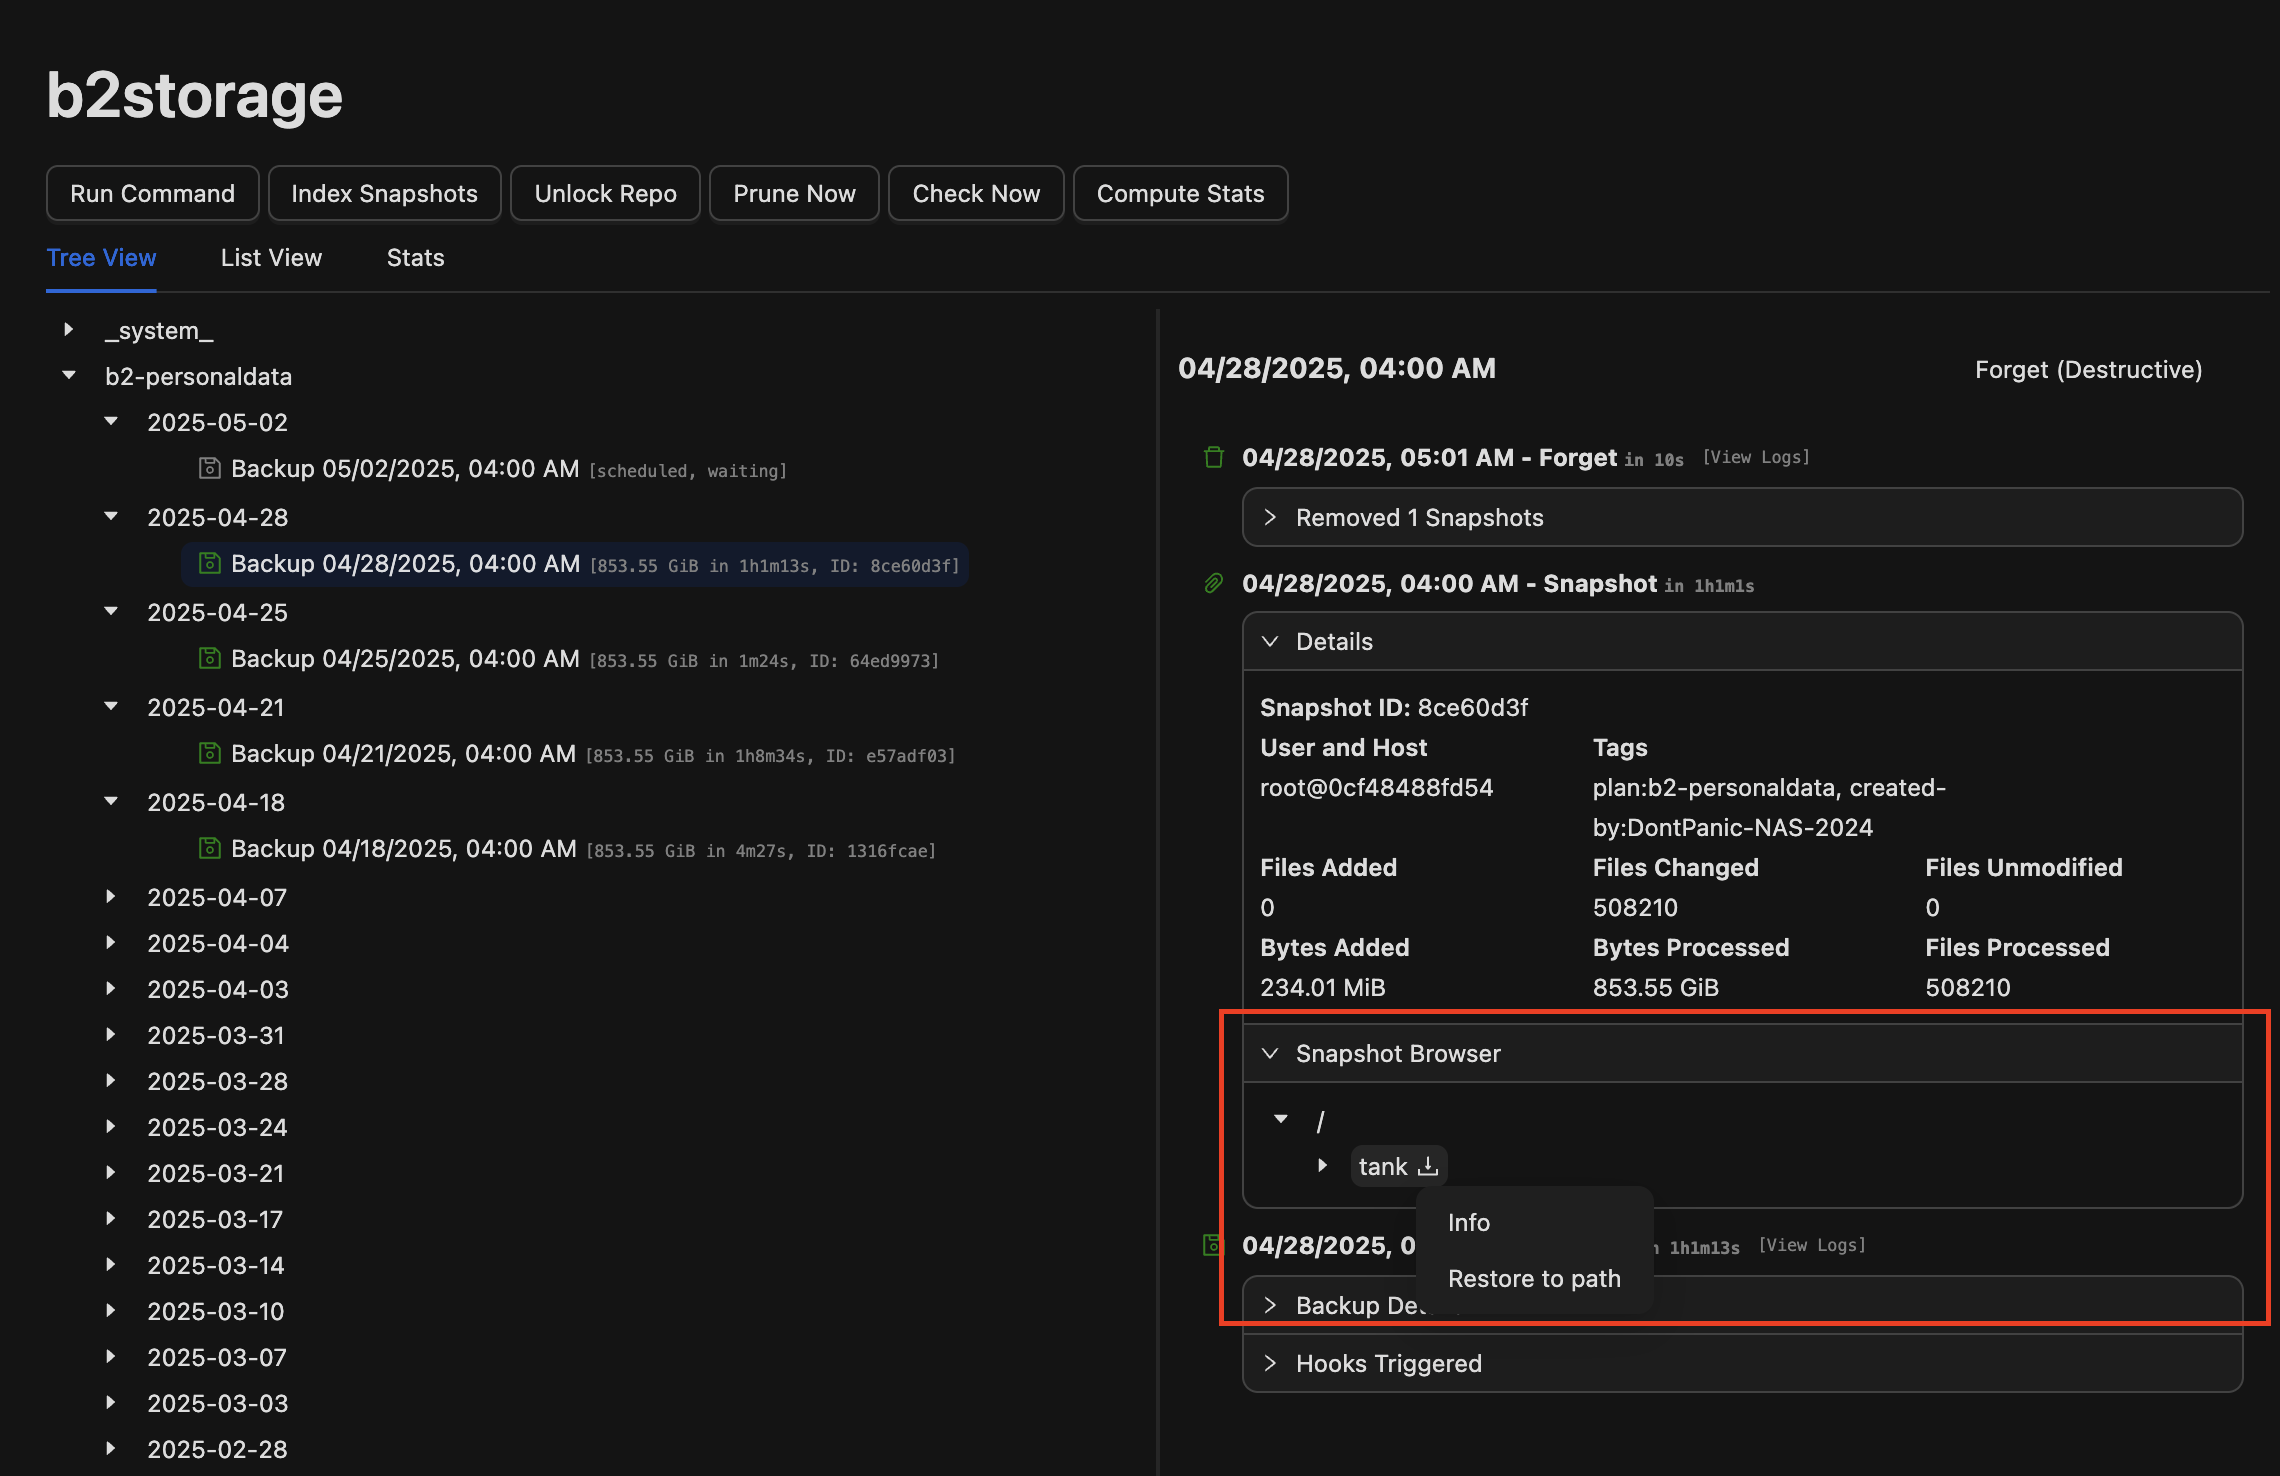 b2storage
Run Command Index Snapshots Unlock Repo Prune Now Check Now Compute Stats
Tree View List View Stats
_system_
b2-personaldata
2025-05-02
Backup 05/02/2025, 04:00 AM [scheduled, waiting]
2025-04-28
Backup 04/28/2025, 04:00 AM [853.55 GiB in 1h1m13s, ID: 8ce60d3f]
2025-04-25
Backup 04/25/2025, 04:00 AM [853.55 GiB in 1m24s, ID: 64ed9973]
2025-04-21
Backup 04/21/2025, 04:00 AM [853.55 GiB in 1h8m34s, ID: e57adf03]
2025-04-18
Backup 04/18/2025, 04:00 AM [853.55 GiB in 4m27s, ID: 1316fcae]
2025-04-07
2025-04-04
2025-04-03
2025-03-31
2025-03-28
2025-03-24
2025-03-21
2025-03-17
2025-03-14
2025-03-10
2025-03-07
2025-03-03
2025-02-28
04/28/2025, 04:00 AM Forget (Destructive)
04/28/2025, 05:01 AM - Forget in 10s [View Logs]
Removed 1 Snapshots
04/28/2025, 04:00 AM - Snapshot in 1h1m1s
Details
Snapshot ID: 8ce60d3f
User and Host Tags
root@0cf48488fd54 plan:b2-personaldata, created-
by:DontPanic-NAS-2024
Files Added Files Changed Files Unmodified
0 508210 0
Bytes Added Bytes Processed Files Processed
234.01 MiB 853.55 GiB 508210
Snapshot Browser
/
tank
Info
Restore to path
04/28/2025, 1h1m13s [View Logs]
Backup
Hooks Triggered